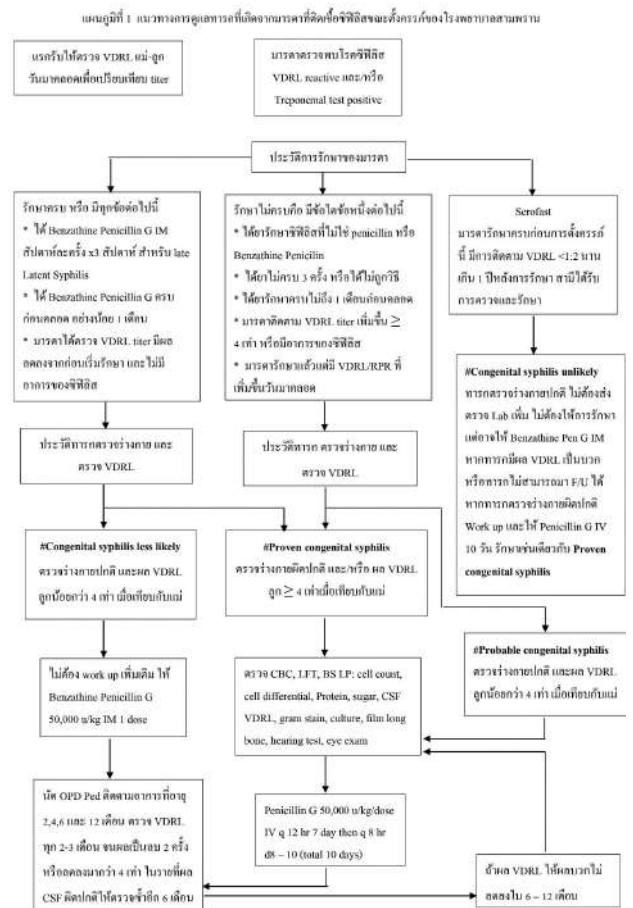 แผนภูมิที่ 1 แนวทางการดูแลทารกที่เกิดจากมารดาที่ติดเชื้อซิฟิลิสขณะตั้งครรภ์ของโรงพยาบาลสามพราน
แรกรับให้ตรวจ VDRL แม่-ลูก
วันมาคลอดเพื่อเปรียบเทียบ titer
มารดาตรวจพบโรคซิฟิลิส
VDRL reactive และ/หรือ
Treponemal test positive
ประวัติการรักษาของมารดา
รักษาครบ หรือ มีทุกข้อต่อไปนี้
* ได้ Benzathine Penicillin G IM
สัปดาห์ละครั้ง x3 สัปดาห์ สำหรับ late
Latent Syphilis
* ได้ Benzathine Penicillin G ครบ
ก่อนคลอด อย่างน้อย 1 เดือน
* มารดาได้ตรวจ VDRL titer มีผล
ลดลงจากก่อนเริ่มรักษา และไม่มี
อาการของซิฟิลิส
รักษาไม่ครบคือ มีข้อใดข้อหนึ่งต่อไปนี้
* ได้ยารักษาซิฟิลิสที่ไม่ใช่ penicillin หรือ
Benzathine Penicilin
* ได้ยาไม่ครบ 3 ครั้ง หรือได้ไม่ถูกวิธี
* ได้ยารักษาครบไม่ถึง 1 เดือนก่อนคลอด
* มารดาติดตาม VDRL titer เพิ่มขึ้น ≥
4 เท่า หรือมีอาการของซิฟิลิส
* มารดารักษาแล้วแต่มี VDRL/RPR ที่
เพิ่มขึ้นวันมาคลอด
Serofast
มารดารักษาครบก่อนการตั้งครรภ์
นี้ มีการติดตาม VDRL <1:2 นาน
เกิน 1 ปีหลังการรักษา สามีได้รับ
การตรวจและรักษา
#Congenital syphilis unlikely
ทารกตรวจร่างกายปกติ ไม่ต้องส่ง
ตรวจ Lab เพิ่ม ไม่ต้องให้การรักษา
แต่อาจให้ Benzathine Pen G IM
หากทารกมีผล VDRL เป็นบวก
หรือทารกไม่สามารถมา F/U ได้
หากทารกตรวจร่างกายผิดปกติ
Work up และให้ Penicillin G IV
10 วัน รักษาเช่นเดียวกับ Proven
congenital syphilis
ประวัติทารกตรวจร่างกาย และ
ตรวจ VDRL
ประวัติทารก ตรวจร่างกาย และ
ตรวจ VDRL
#Congenital syphilis less likely
ตรวจร่างกายปกติ และผล VDRL
ลูกน้อยกว่า 4 เท่า เมื่อเทียบกับแม่
#Proven congenital syphilis
ตรวจร่างกายผิดปกติ และ/หรือ ผล VDRL
ลูก ≥ 4 เท่าเมื่อเทียบกับแม่
#Probable congenital syphilis
ตรวจร่างกายปกติ และผล VDRL
ลูกน้อยกว่า 4 เท่า เมื่อเทียบกับแม่
ไม่ต้อง work up เพิ่มเติม ให้
Benzathine Penicillin G
50,000 u/kg IM 1 dose
ตรวจ CBC, LFT, BS LP: cell count,
cell differential, Protein, sugar, CSF
VDRL, gram stain, culture, film long
bone, hearing test, eye exam
นัด OPD Ped ติดตามอาการที่อายุ
2,4,6 และ 12 เดือน ตรวจ VDRL
ทุก 2-3 เดือน จนผลเป็นลบ 2 ครั้ง
หรือลดลงมากกว่า 4 เท่า ในรายที่ผล
CSF ผิดปกติให้ตรวจซ้ำอีก 6 เดือน
Penicillin G 50,000 u/kg/dose
IV q 12 hr 7 day then q 8 hr
d8 – 10 (total 10 days)
ถ้าผล VDRL ให้ผลบวกไม่
ลดลงใน 6 – 12 เดือน